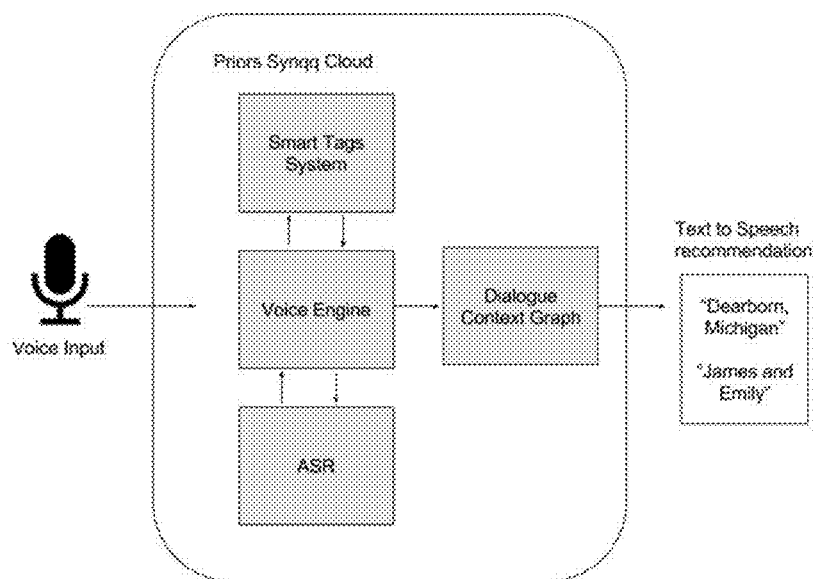 Priors Synqq Cloud
Smart Tags
System
Voice Input
Voice Engine
Dialogue
Context Graph
ASR
Text to Speech
recommendation
"Dearborn,
Michigan"
"James and
Emily"